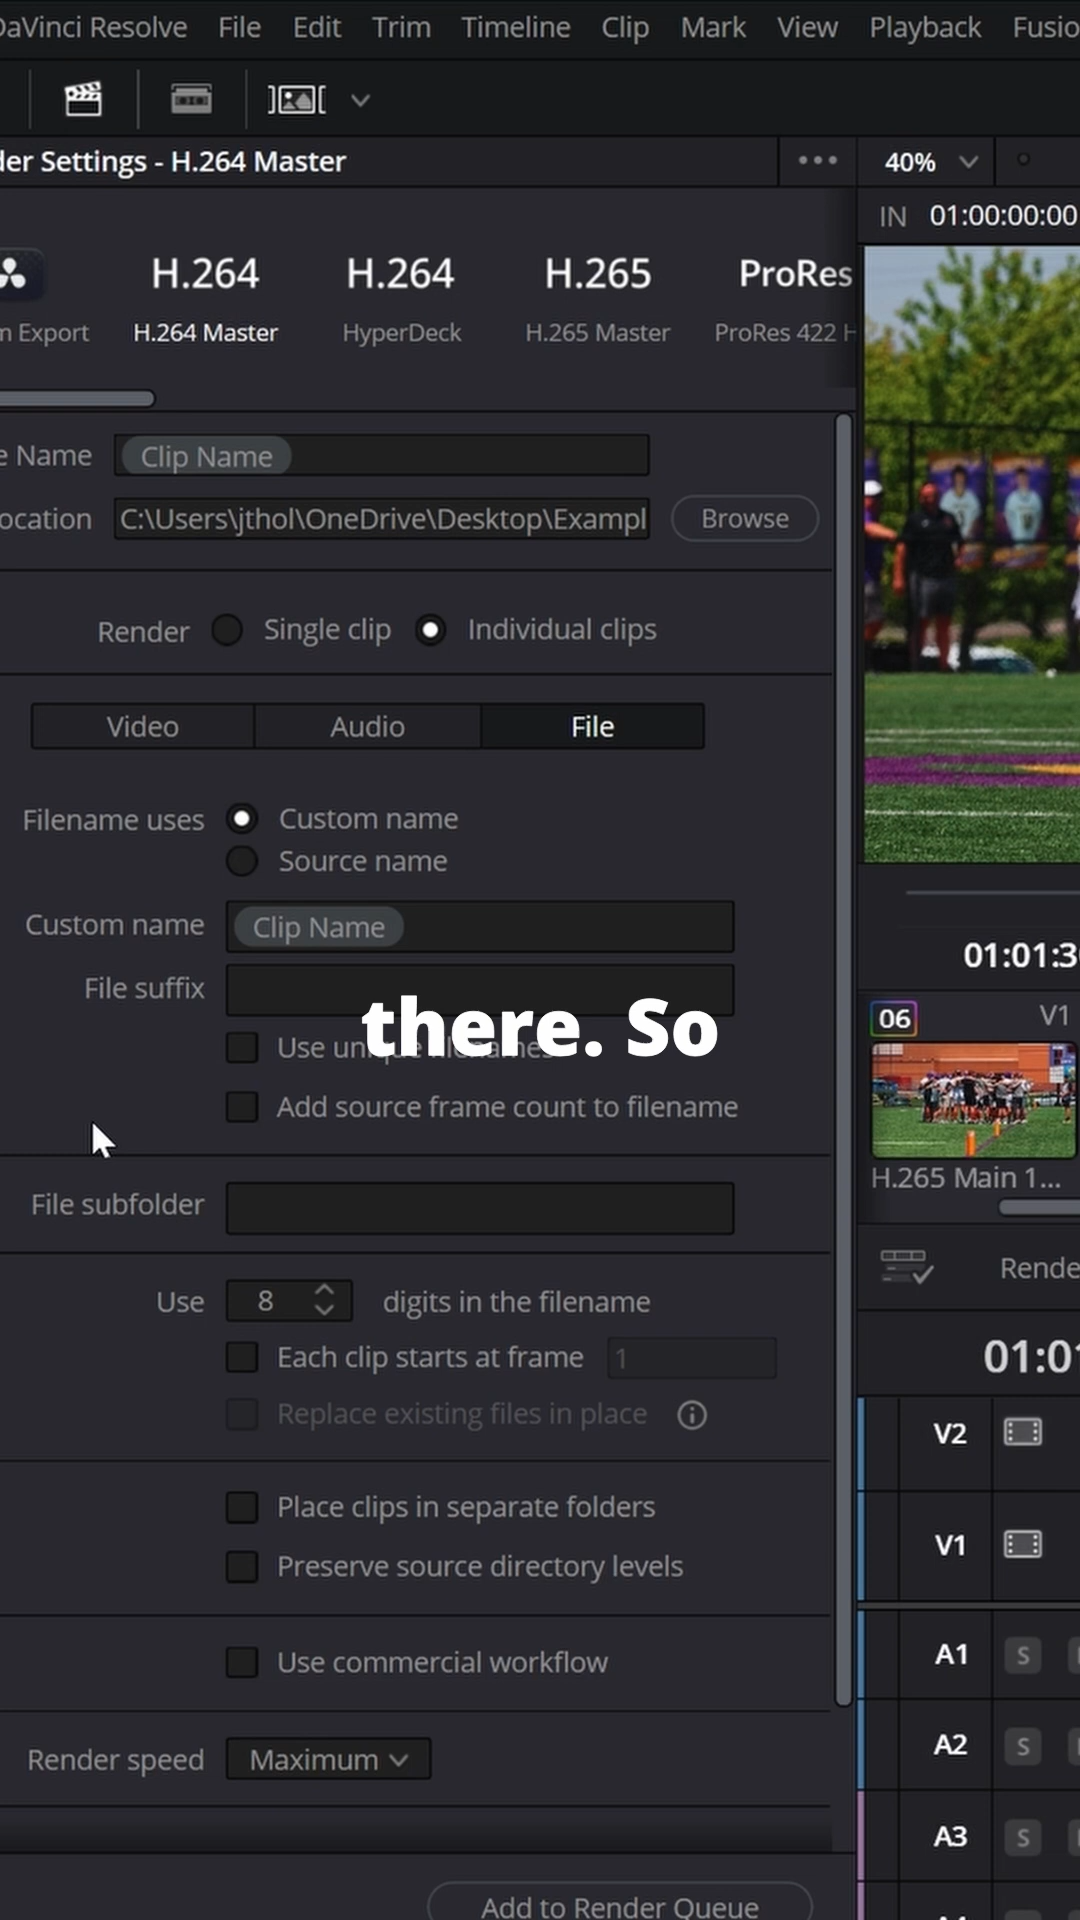 DaVinci Resolve File Edit Trim Timeline Clip Mark View Playback Fusio
der Settings - H.264 Master ••• 40%
IN 01:00:00:00
H.264 H.264 H.265 ProRes
m Export H.264 Master HyperDeck H.265 Master ProRes 422 H
e Name Clip Name
ocation C:\Users\jthol\OneDrive\Desktop\Exampl Browse
Render Single clip Individual clips
Video Audio File
Filename uses Custom name
Source name
Custom name Clip Name
01:01:3
File suffix
06 V1
there. So
Use unique filenames
Add source frame count to filename
H.265 Main 1...
File subfolder
Rende
Use 8 digits in the filename
Each clip starts at frame 1
01:01
Replace existing files in place
V2
Place clips in separate folders
V1
Preserve source directory levels
Use commercial workflow
A1 S
Render speed Maximum
A2 S
A3 S
Add to Render Queue